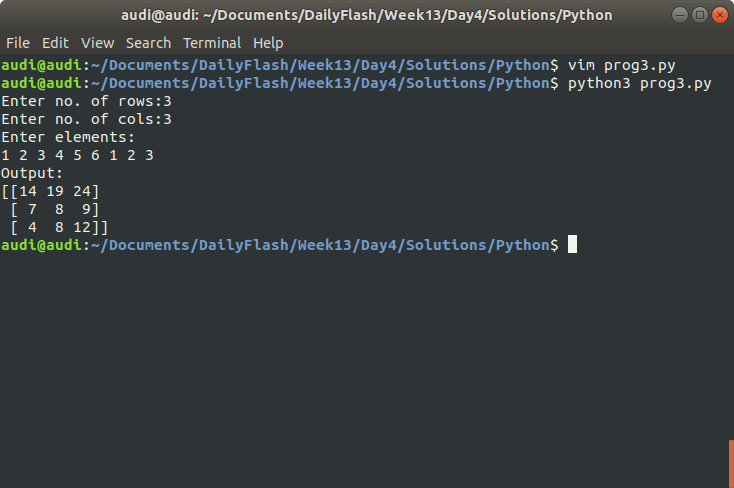 audi@audi: ~/Documents/DailyFlash/Week13/Day4/Solutions/Python
File Edit View Search Terminal Help
audi@audi:~/Documents/DailyFlash/Week13/Day4/Solutions/Python$ vim prog3.py
audi@audi:~/Documents/DailyFlash/Week13/Day4/Solutions/Python$ python3 prog3.py
Enter no. of rows:3
Enter no. of cols:3
Enter elements:
1 2 3 4 5 6 1 2 3
Output:
[[14 19 24]
 [ 7  8  9]
 [ 4  8 12]]
audi@audi:~/Documents/DailyFlash/Week13/Day4/Solutions/Python$